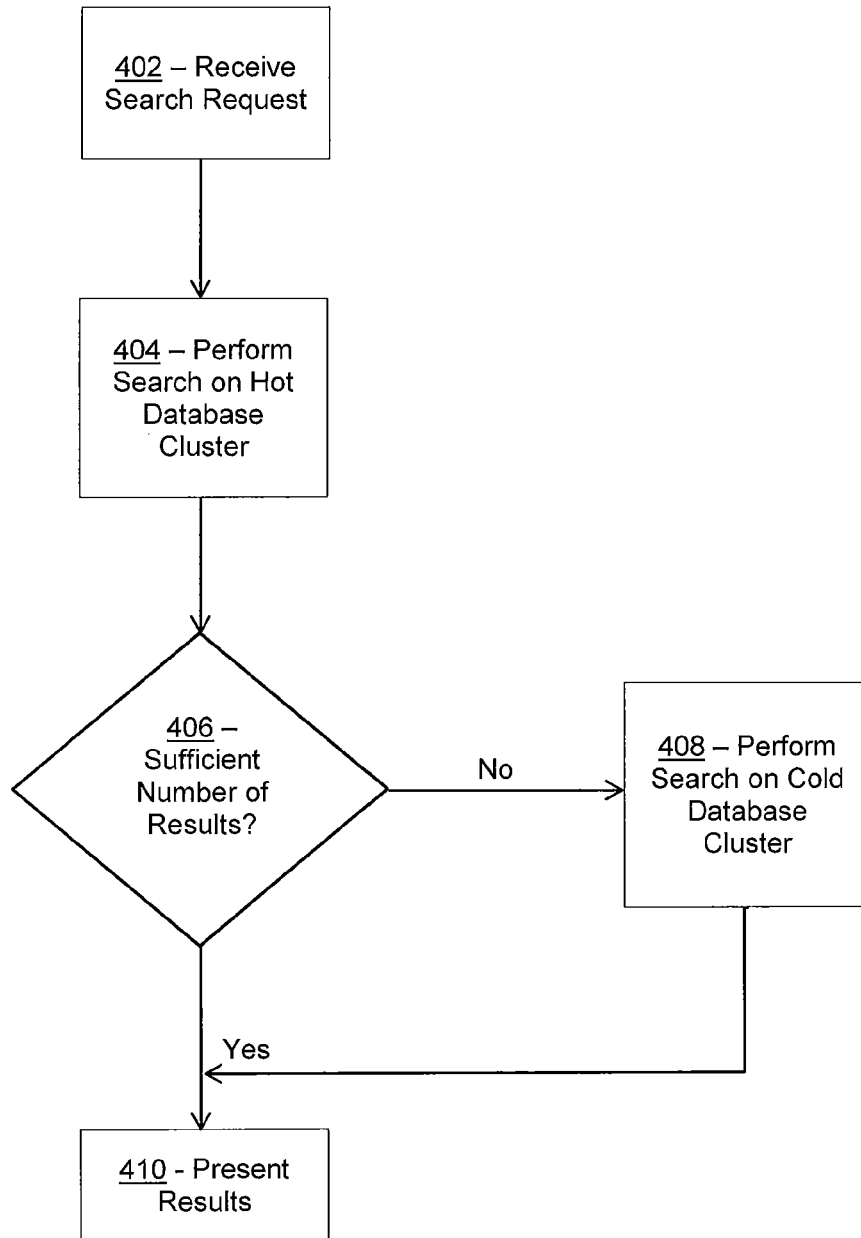 402 – Receive
Search Request
404 – Perform
Search on Hot
Database
Cluster
406 –
Sufficient
Number of
Results?
No
408 – Perform
Search on Cold
Database
Cluster
Yes
410 - Present
Results